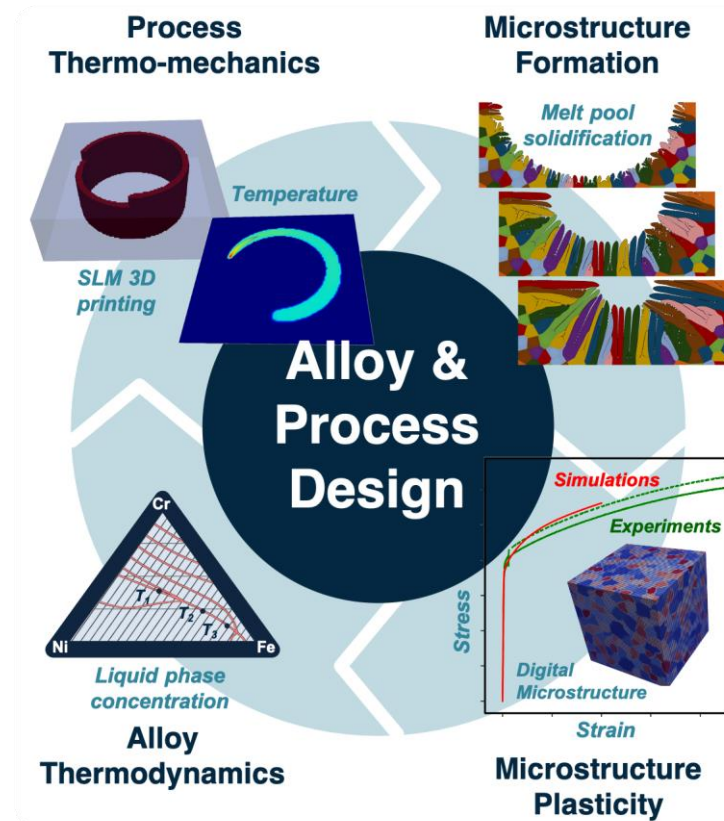 Process
Thermo-mechanics
Microstructure
Formation
Melt pool
solidification
Temperature
SLM 3D
printing
Alloy &
Process
Design
Simulations
Experiments
Stress
Digital
Microstructure
Strain
Cr
T1
T2
T3
Ni
Fe
Liquid phase
concentration
Alloy
Thermodynamics
Microstructure
Plasticity